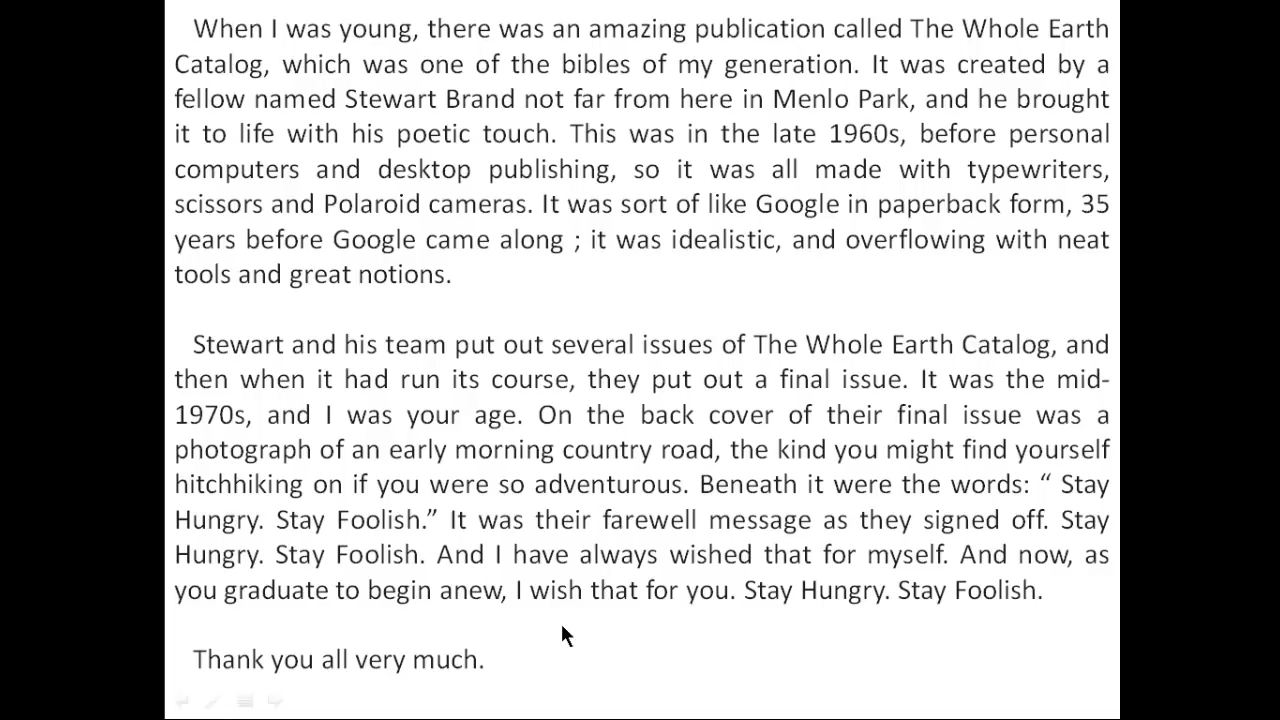 When I was young, there was an amazing publication called The Whole Earth
Catalog, which was one of the bibles of my generation. It was created by a
fellow named Stewart Brand not far from here in Menlo Park, and he brought
it to life with his poetic touch. This was in the late 1960s, before personal
computers and desktop publishing, so it was all made with typewriters,
scissors and Polaroid cameras. It was sort of like Google in paperback form, 35
years before Google came along ; it was idealistic, and overflowing with neat
tools and great notions.
Stewart and his team put out several issues of The Whole Earth Catalog, and
then when it had run its course, they put out a final issue. It was the mid-
1970s, and I was your age. On the back cover of their final issue was a
photograph of an early morning country road, the kind you might find yourself
hitchhiking on if you were so adventurous. Beneath it were the words: “ Stay
Hungry. Stay Foolish.” It was their farewell message as they signed off. Stay
Hungry. Stay Foolish. And I have always wished that for myself. And now, as
you graduate to begin anew, I wish that for you. Stay Hungry. Stay Foolish.
Thank you all very much.